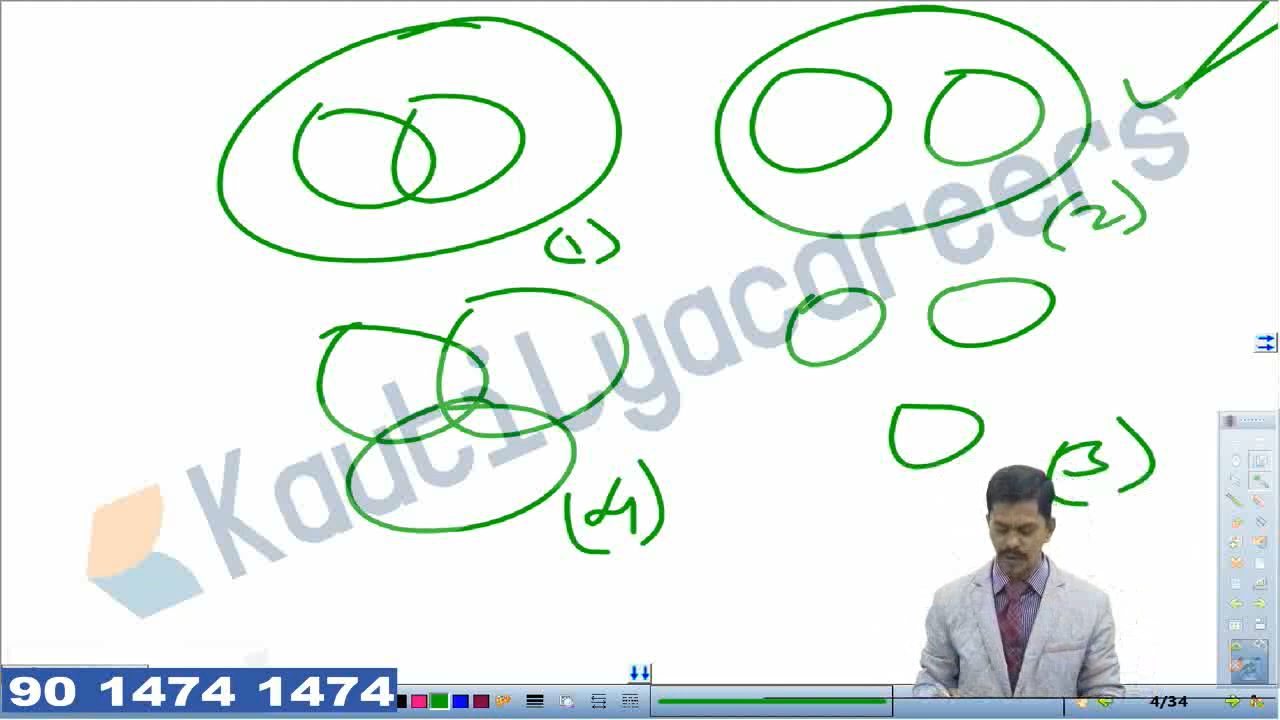 (1)
(2)
(3)
(4)
Kautilyacareers
90 1474 1474
4/34